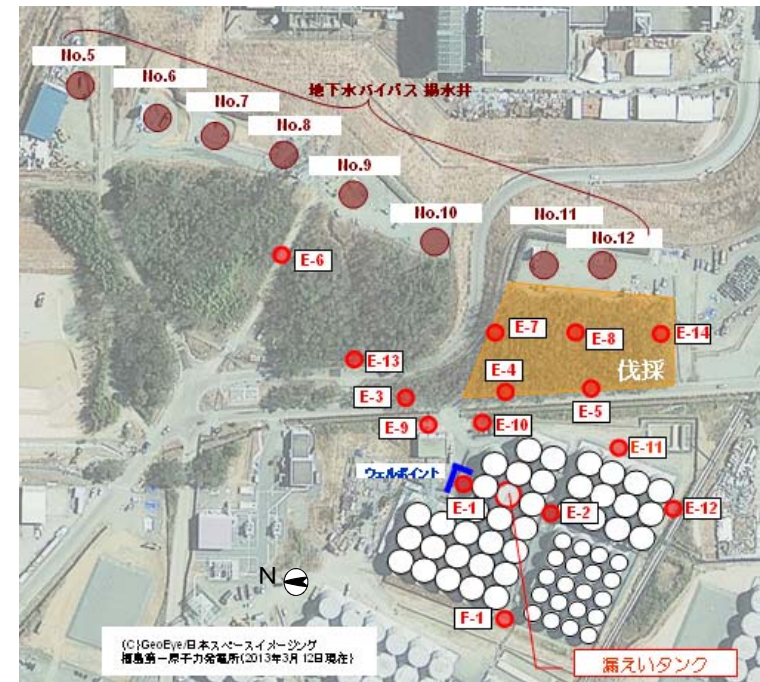 No.5
No.6
No.7
地下水バイパス 揚水井
No.8
No.9
No.10
No.11
No.12
E-6
E-7
E-8
E-14
E-13
伐採
E-4
E-3
E-5
E-9
E-10
E-11
ウェルポイント
E-1
E-2
E-12
N
F-1
(C)GeoEye/日本スペースイメージング
福島第一原子力発電所(2013年3月12日現在)
漏えいタンク